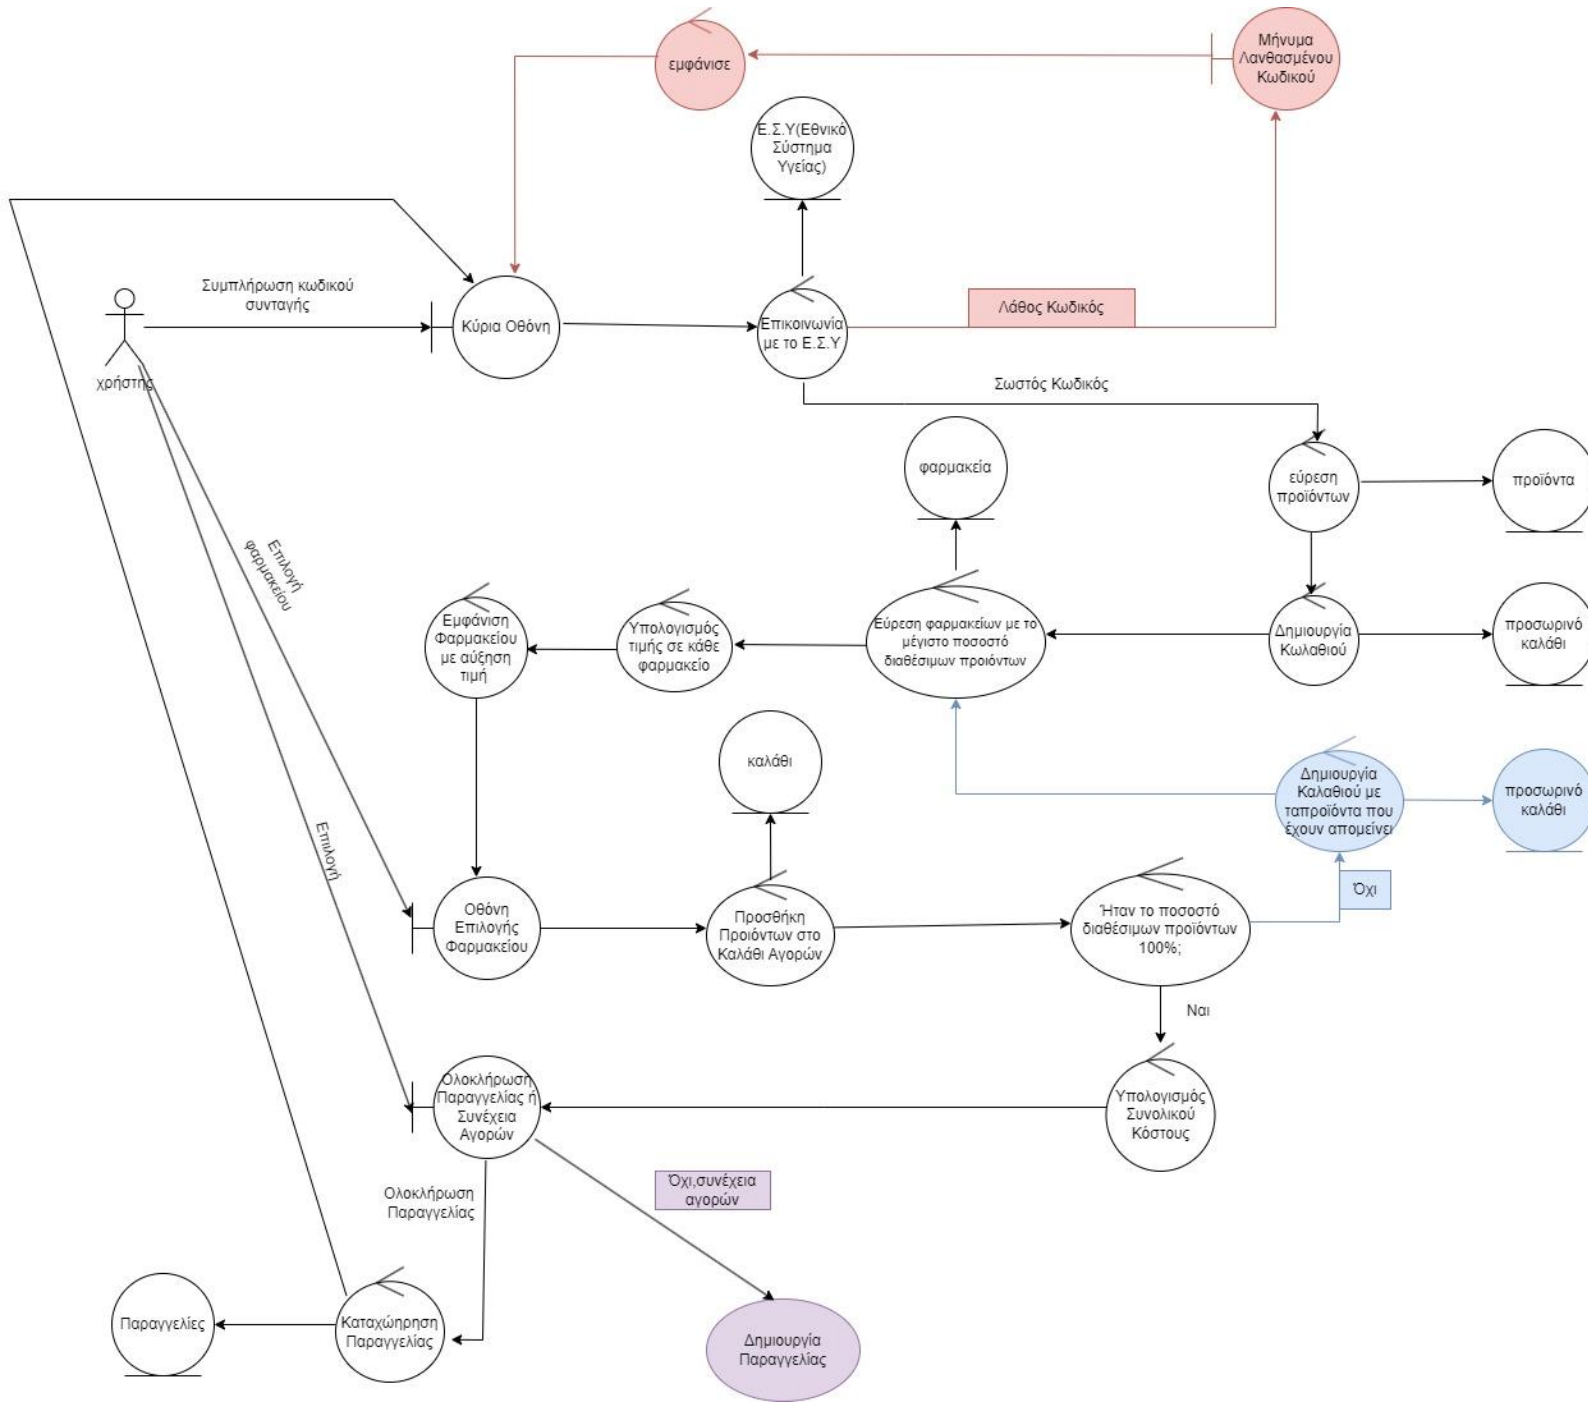 εμφάνισε
Μήνυμα
Λανθασμένου
Κωδικού
Ε.Σ.Υ(Εθνικό
Σύστημα
Υγείας)
Συμπλήρωση κωδικού
συνταγής
χρήστης
Κύρια Οθόνη
Επικοινωνία
με το Ε.Σ.Υ
Λάθος Κωδικός
Σωστός Κωδικός
φαρμακεία
εύρεση
προϊόντων
προϊόντα
Επιλογή
φαρμακείου
Εμφάνιση
Φαρμακείου
με αύξηση
τιμή
Υπολογισμός
τιμής σε κάθε
φαρμακείο
Εύρεση φαρμακείων με το
μέγιστο ποσοστό
διαθέσιμων προιόντων
Δημιουργία
Κωλαθιού
προσωρινό
καλάθι
καλάθι
Δημιουργία
Καλαθιού με
ταπροϊόντα που
έχουν απομείνει
προσωρινό
καλάθι
Επιλογή
Όχι
Οθόνη
Επιλογής
Φαρμακείου
Προσθήκη
Προιόντων στο
Καλάθι Αγορών
Ήταν το ποσοστό
διαθέσιμων προϊόντων
100%;
Ναι
Ολοκλήρωση
Παραγγελίας ή
Συνέχεια
Αγορών
Υπολογισμός
Συνολικού
Κόστους
Ολοκλήρωση
Παραγγελίας
Όχι,συνέχεια
αγορών
Παραγγελίες
Καταχώηρηση
Παραγγελίας
Δημιουργία
Παραγγελίας